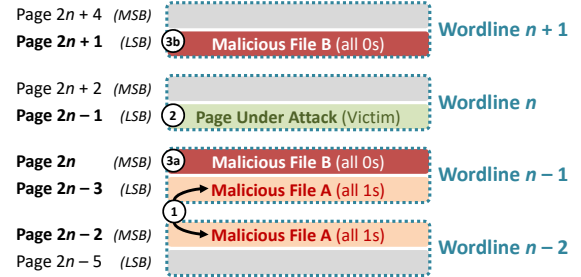 Page 2n + 4 (MSB)
Page 2n + 1 (LSB) 3b Malicious File B (all 0s) Wordline n + 1
Page 2n + 2 (MSB)
Page 2n – 1 (LSB) 2 Page Under Attack (Victim) Wordline n
Page 2n (MSB) 3a Malicious File B (all 0s)
Page 2n – 3 (LSB) Malicious File A (all 1s) Wordline n – 1
1
Page 2n – 2 (MSB) Malicious File A (all 1s)
Page 2n – 5 (LSB) Wordline n – 2